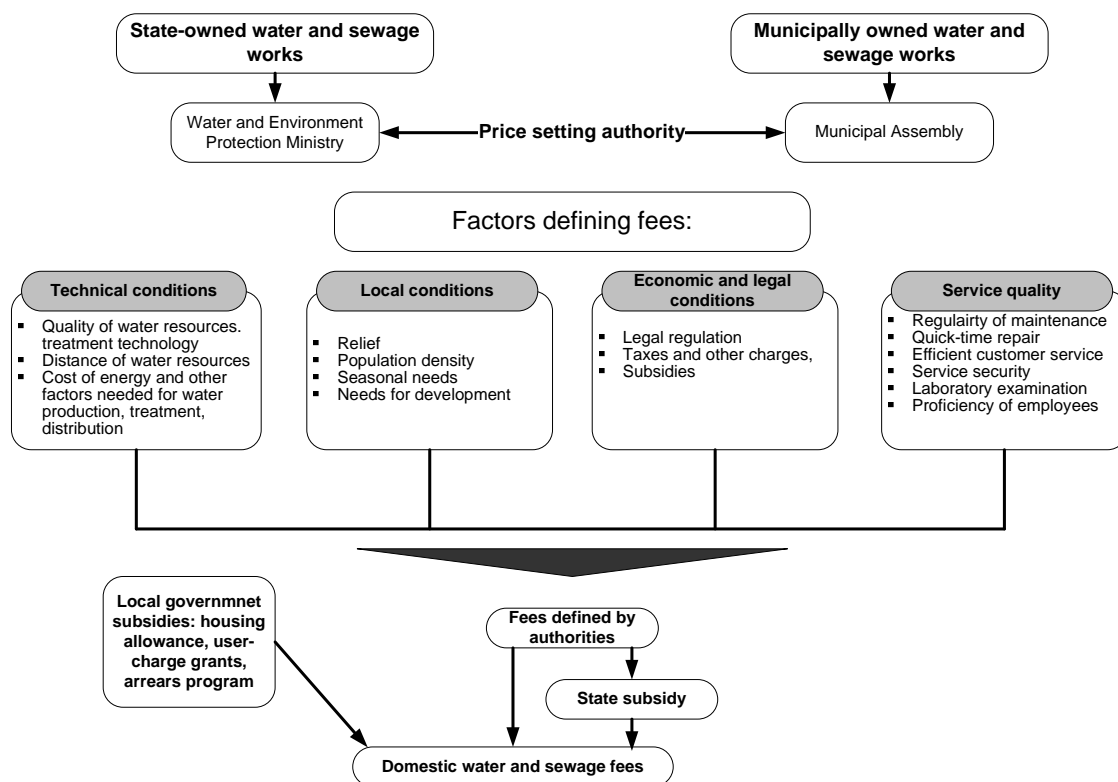 State-owned water and sewage
works
Municipally owned water and
sewage works
Water and Environment
Protection Ministry
Price setting authority
Municipal Assembly
Factors defining fees:
Technical conditions
▪ Quality of water resources.
treatment technology
▪ Distance of water resources
▪ Cost of energy and other
factors needed for water
production, treatment,
distribution
Local conditions
▪ Relief
▪ Population density
▪ Seasonal needs
▪ Needs for development
Economic and legal
conditions
▪ Legal regulation
▪ Taxes and other charges,
▪ Subsidies
Service quality
▪ Regulairty of maintenance
▪ Quick-time repair
▪ Efficient customer service
▪ Service security
▪ Laboratory examination
▪ Proficiency of employees
Local governmnet
subsidies: housing
allowance, user-
charge grants,
arrears program
Fees defined by
authorities
State subsidy
Domestic water and sewage fees